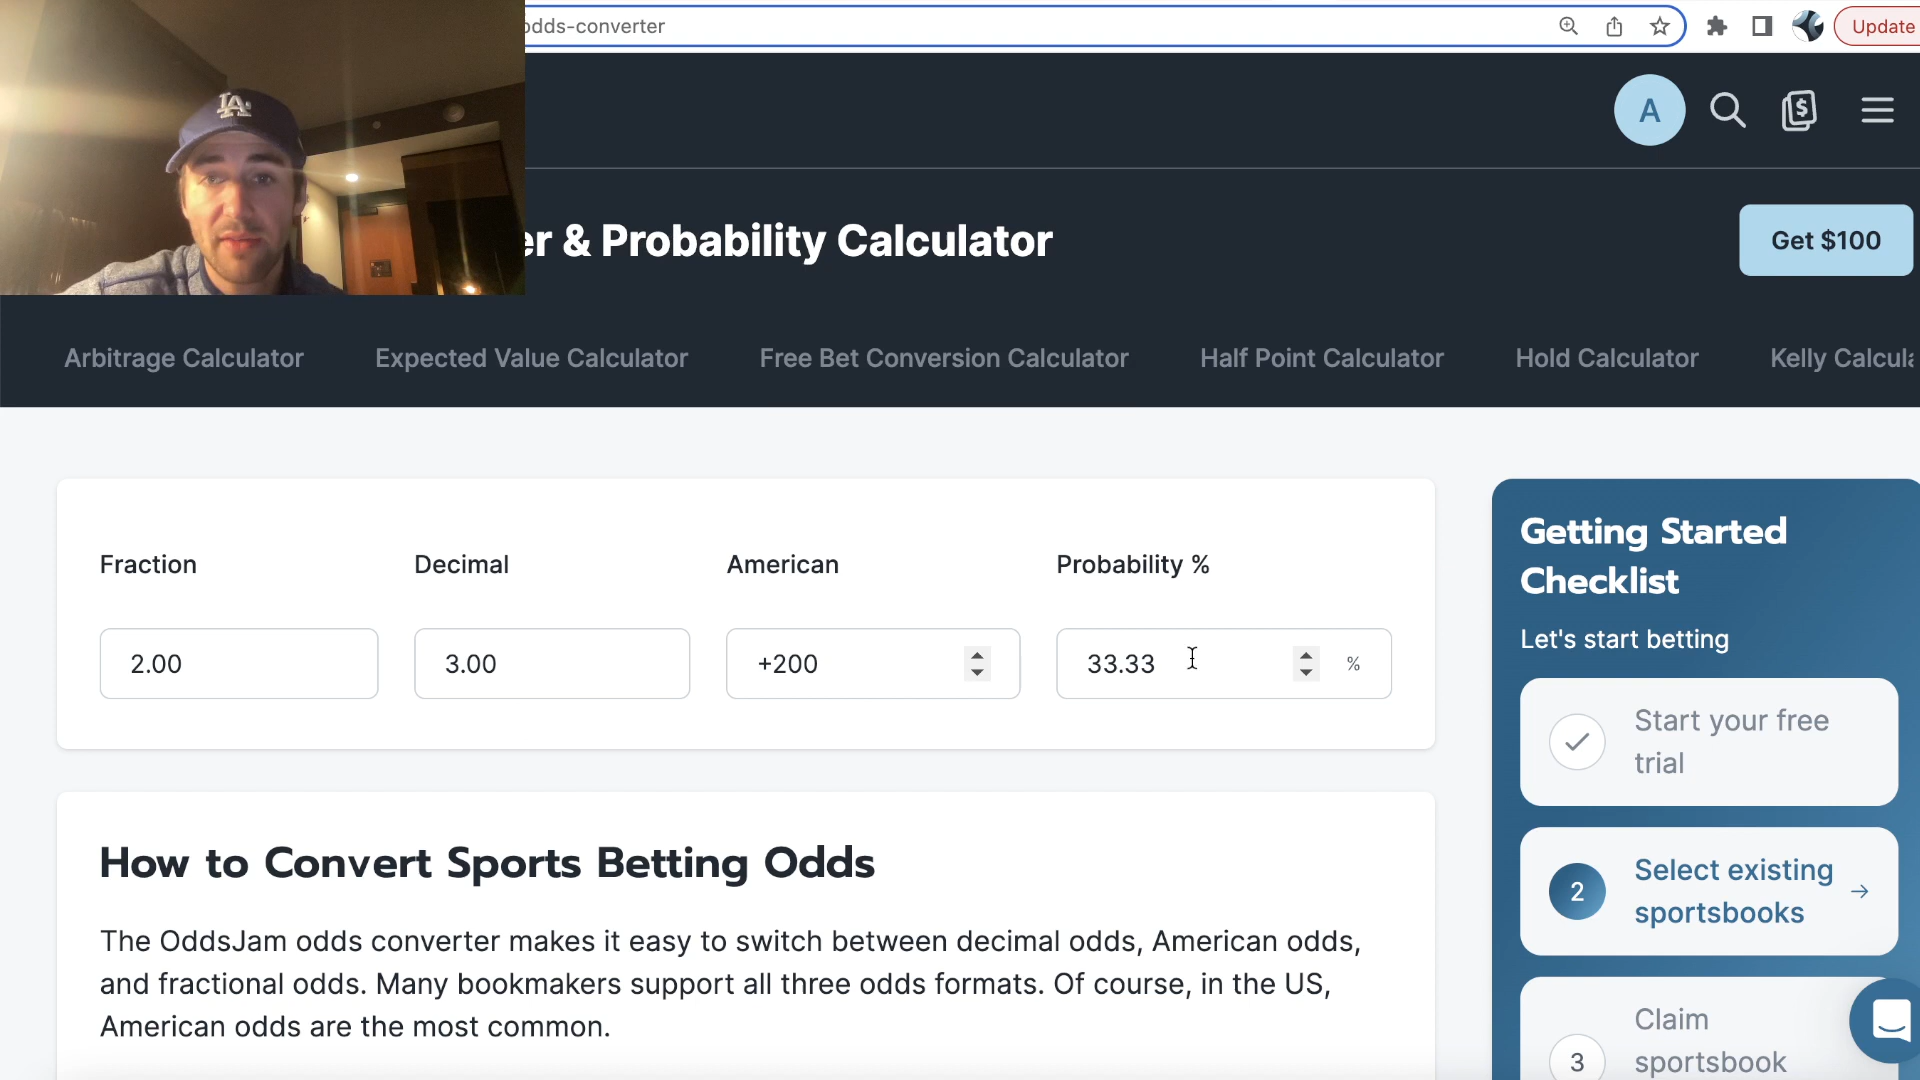 odds-converter
Update
LA
A
er & Probability Calculator
Get $100
Arbitrage Calculator
Expected Value Calculator
Free Bet Conversion Calculator
Half Point Calculator
Hold Calculator
Kelly Calcula
Fraction
Decimal
American
Probability %
2.00
3.00
+200
33.33
%
How to Convert Sports Betting Odds
The OddsJam odds converter makes it easy to switch between decimal odds, American odds,
and fractional odds. Many bookmakers support all three odds formats. Of course, in the US,
American odds are the most common.
Getting Started
Checklist
Let's start betting
Start your free
trial
2
Select existing
sportsbooks
3
Claim
sportsbook